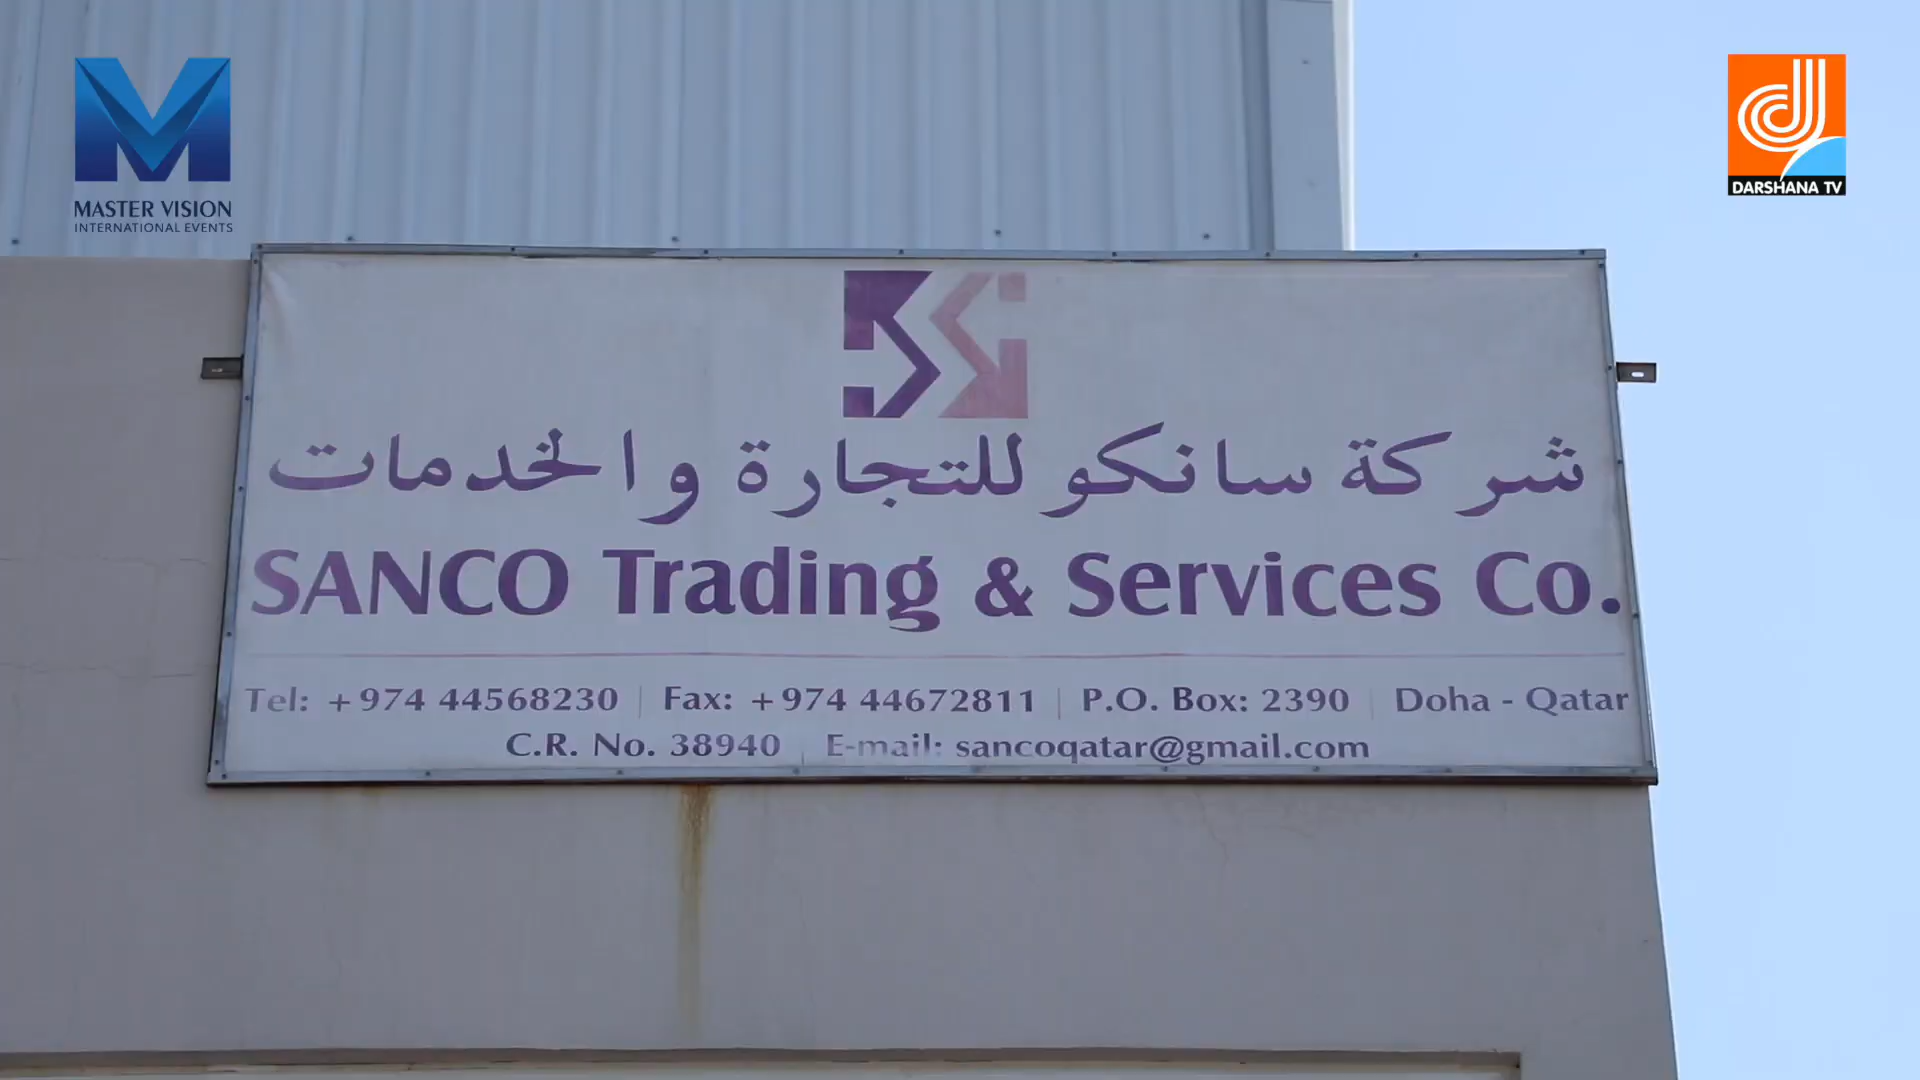 MASTER VISION
INTERNATIONAL EVENTS
DARSHANA TV
شركة سانكو للتجارة والخدمات
SANCO Trading & Services Co.
Tel: +974 44568230 | Fax: +974 44672811 | P.O. Box: 2390 | Doha - Qatar
C.R. No. 38940 | E-mail: sancoqatar@gmail.com